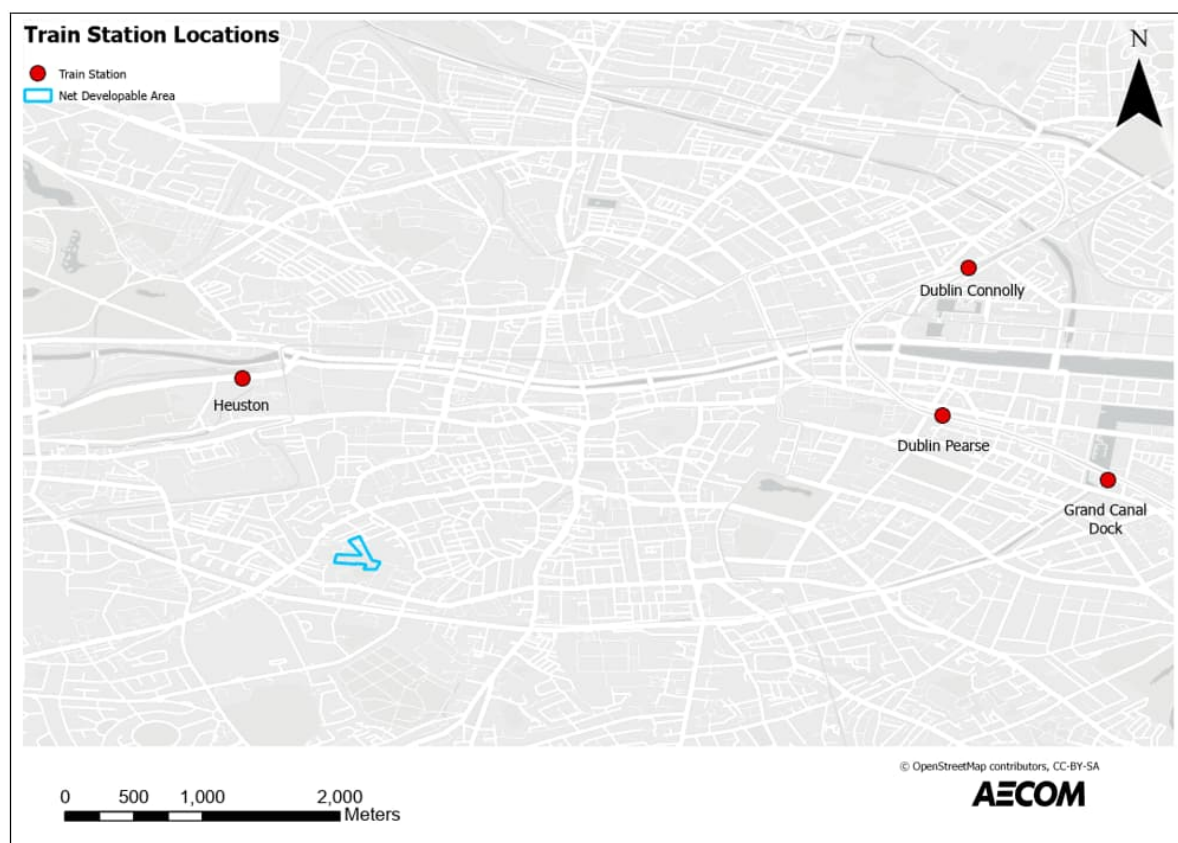 Train Station Locations
Train Station
Net Developable Area
N
Dublin Connolly
Heuston
Dublin Pearse
Grand Canal
Dock
© OpenStreetMap contributors, CC-BY-SA
AECOM
0 500 1,000 2,000
Meters